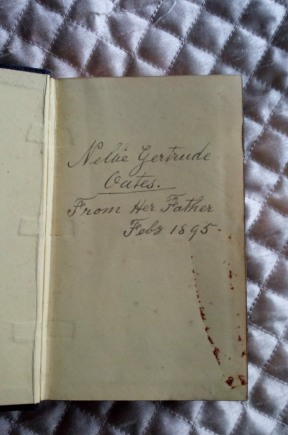 Nellie Gertrude
Oates.
From Her Father
Feb 1895.